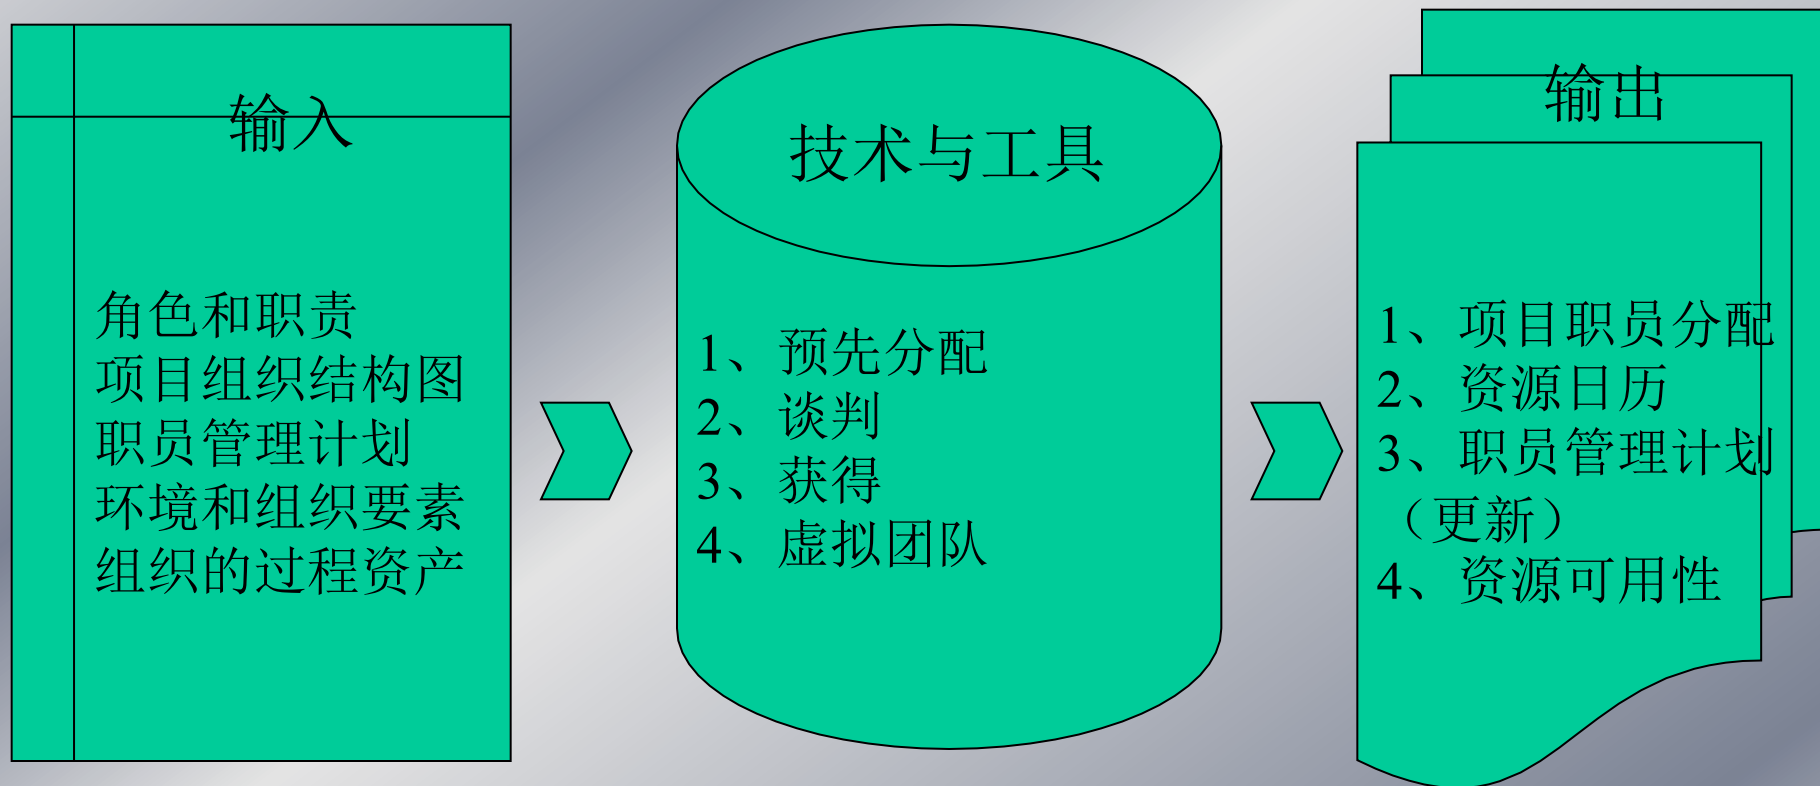 输入
角色和职责
项目组织结构图
职员管理计划
环境和组织要素
组织的过程资产
技术与工具
1、预先分配
2、谈判
3、获得
4、虚拟团队
输出
1、项目职员分配
2、资源日历
3、职员管理计划
（更新）
4、资源可用性